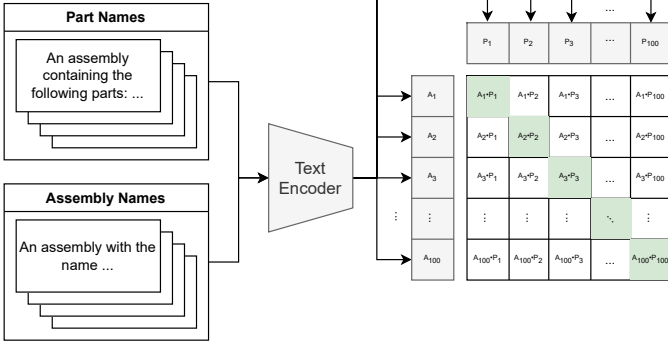 Part Names
An assembly
containing the
following parts: ...
Assembly Names
An assembly with the
name ...
Text
Encoder
...
P1 P2 P3 ... P100
A1 A1•P1 A1•P2 A1•P3 ... A1•P100
A2 A2•P1 A2•P2 A2•P3 ... A2•P100
A3 A3•P1 A3•P2 A3•P3 ... A3•P100
⋮ ⋮ ⋮ ⋮ ⋮ ⋱ ⋮
A100 A100•P1 A100•P2 A100•P3 ... A100•P100